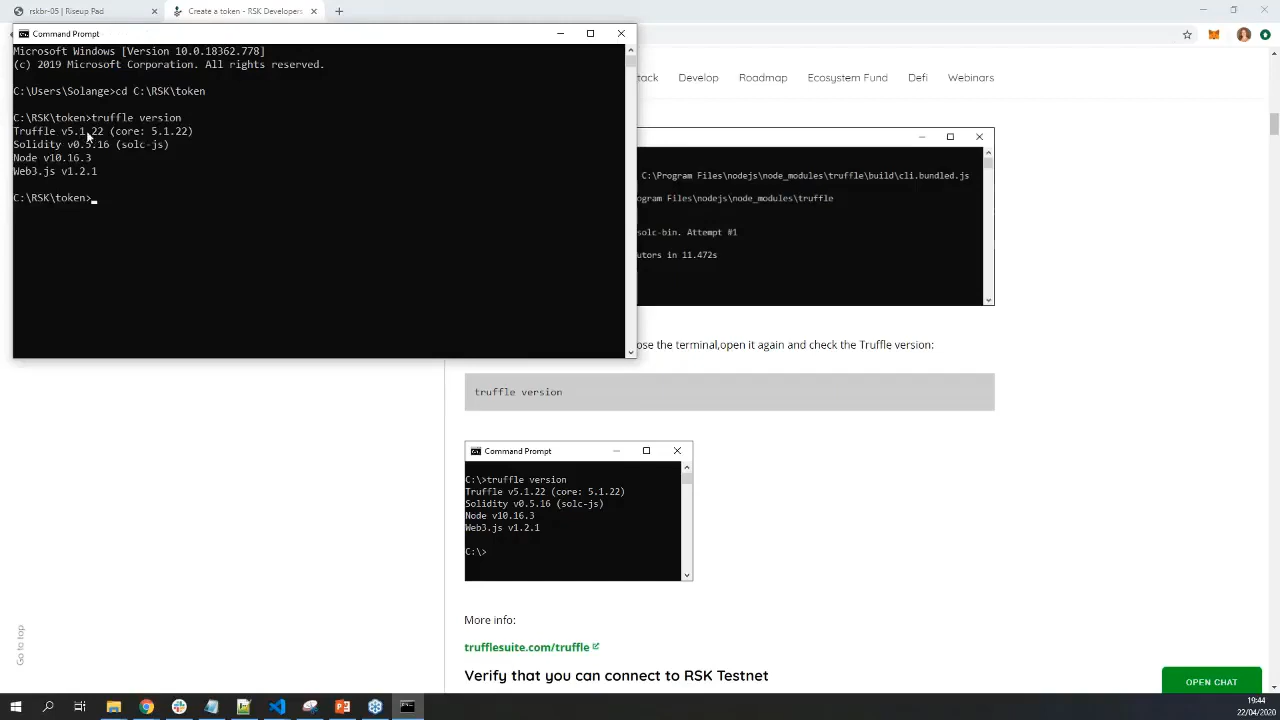 rskbr-05 | Riseup Pad
Create a token - RSK Developers
Command Prompt
Microsoft Windows [Version 10.0.18362.778]
(c) 2019 Microsoft Corporation. All rights reserved.
C:\Users\Solange>cd C:\RSK\token
C:\RSK\token>truffle version
Truffle v5.1.22 (core: 5.1.22)
Solidity v0.5.16 (solc-js)
Node v10.16.3
Web3.js v1.2.1
C:\RSK\token>
tack Develop Roadmap Ecosystem Fund Defi Webinars
C:\Program Files\nodejs\node_modules\truffle\build\cli.bundled.js
ogram Files\nodejs\node_modules\truffle
solc-bin. Attempt #1
utors in 11.472s
ose the terminal,open it again and check the Truffle version:
truffle version
Command Prompt
C:\>truffle version
Truffle v5.1.22 (core: 5.1.22)
Solidity v0.5.16 (solc-js)
Node v10.16.3
Web3.js v1.2.1
C:\>
More info:
trufflesuite.com/truffle
Verify that you can connect to RSK Testnet
Go to top
OPEN CHAT
19:44
22/04/2020